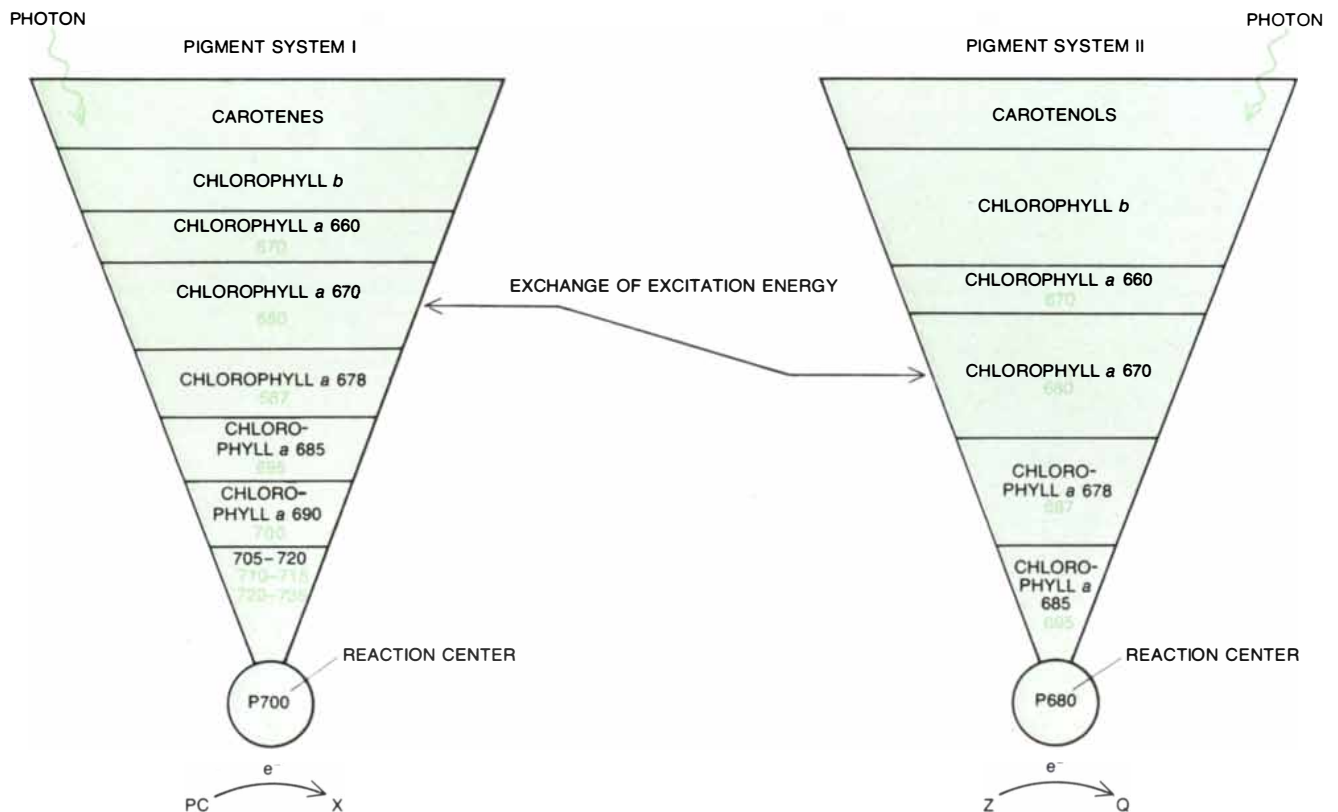 PHOTON
PIGMENT SYSTEM I
CAROTENES
CHLOROPHYLL b
CHLOROPHYLL a 660
670
CHLOROPHYLL a 670
680
CHLOROPHYLL a 678
687
CHLORO-
PHYLL a 685
695
CHLORO-
PHYLL a 690
700
705–720
710–715
720–735
REACTION CENTER
P700
e⁻
PC X
EXCHANGE OF EXCITATION ENERGY
PHOTON
PIGMENT SYSTEM II
CAROTENOLS
CHLOROPHYLL b
CHLOROPHYLL a 660
670
CHLOROPHYLL a 670
680
CHLORO-
PHYLL a 678
687
CHLORO-
PHYLL a
685
695
REACTION CENTER
P680
e⁻
Z Q